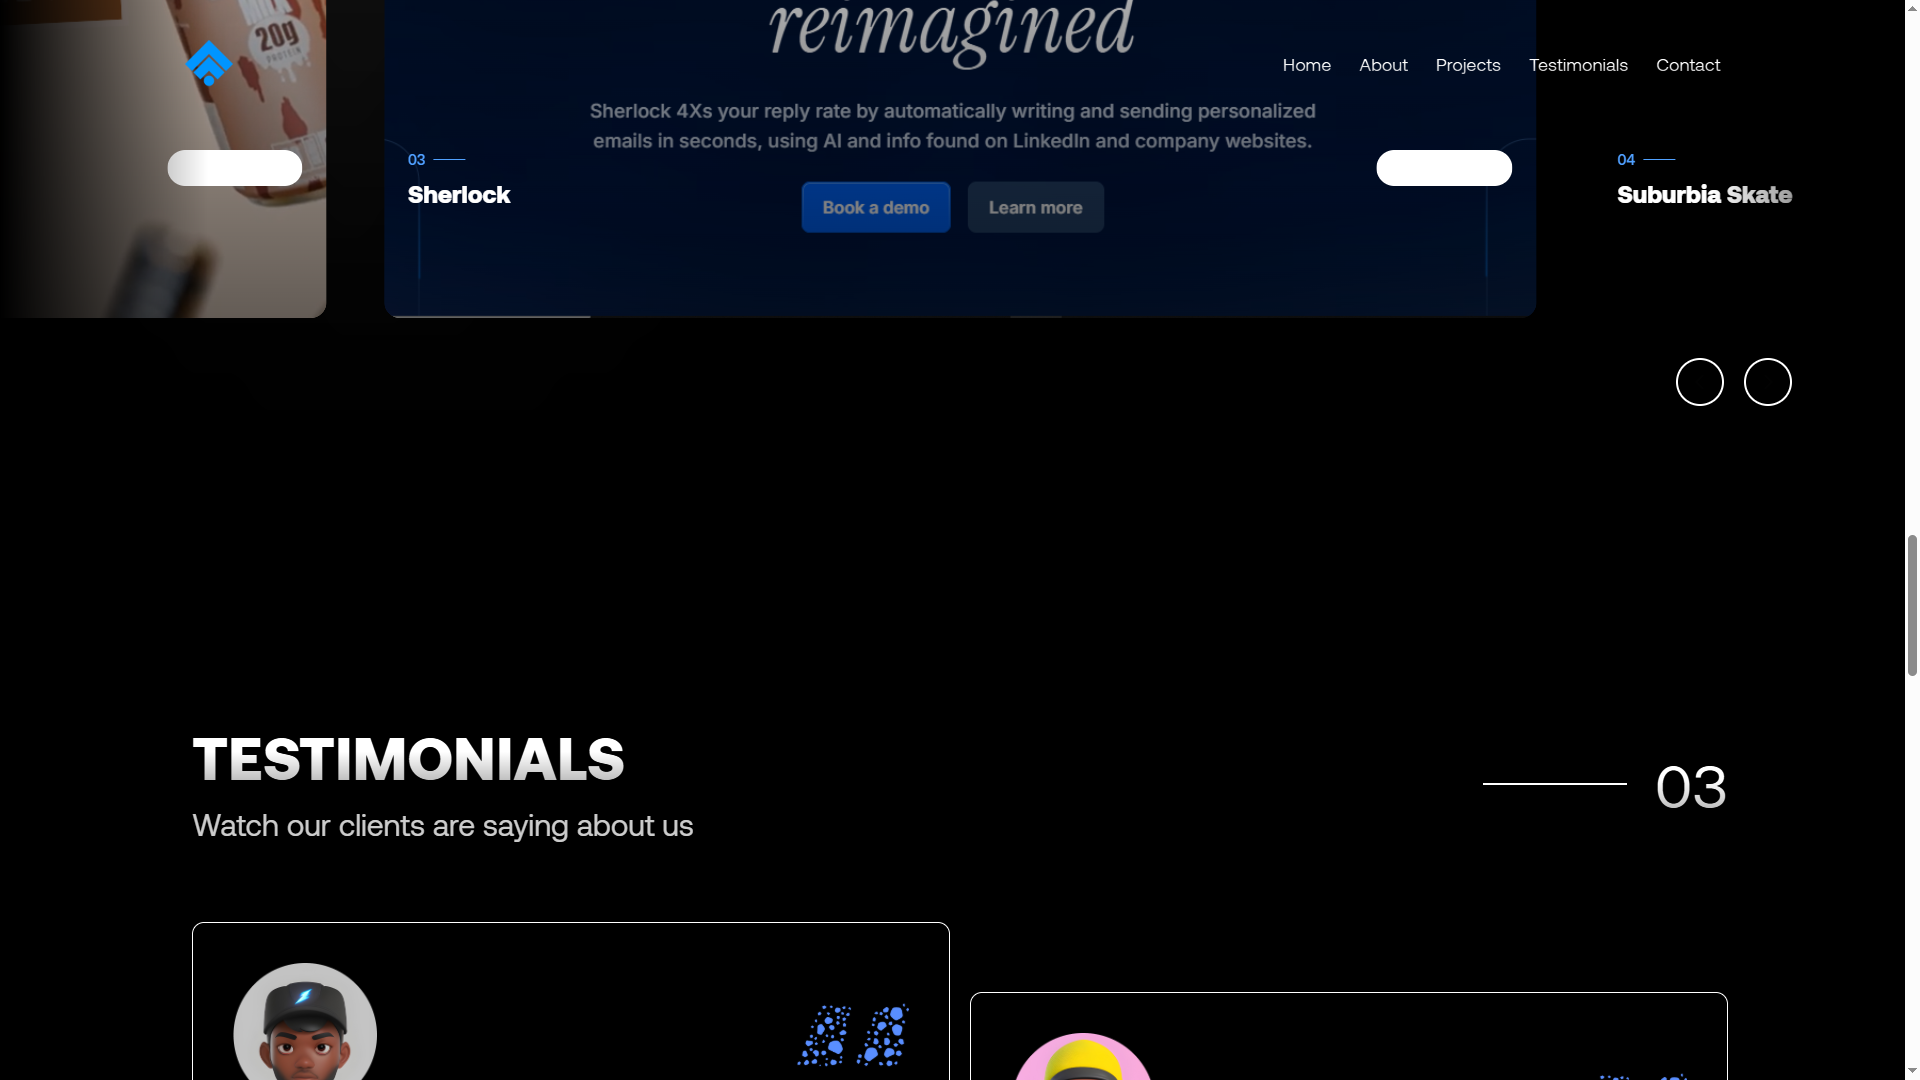 20g
PROTEIN
reimagined
Home
About
Projects
Testimonials
Contact
Sherlock 4Xs your reply rate by automatically writing and sending personalized
emails in seconds, using AI and info found on LinkedIn and company websites.
03
Sherlock
04
Suburbia Skate
Book a demo
Learn more
TESTIMONIALS
Watch our clients are saying about us
03